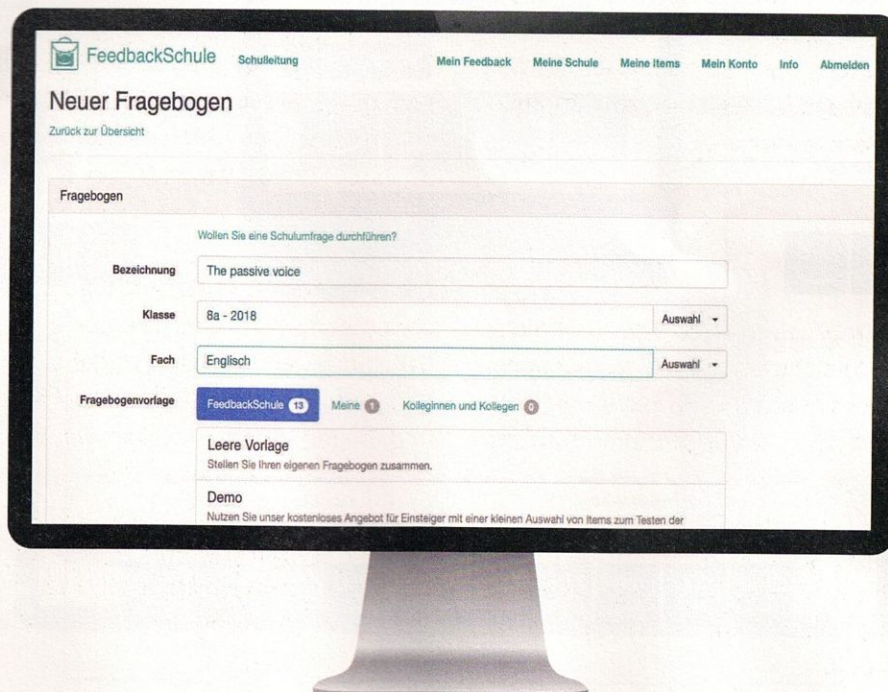 FeedbackSchule Schulleitung Mein Feedback Meine Schule Meine Items Mein Konto Info Abmelden
Neuer Fragebogen
Zurück zur Übersicht
Fragebogen
Wollen Sie eine Schulumfrage durchführen?
Bezeichnung The passive voice
Klasse 8a - 2018 Auswahl
Fach Englisch Auswahl
Fragebogenvorlage FeedbackSchule 13 Meine 1 Kolleginnen und Kollegen 0
Leere Vorlage
Stellen Sie Ihren eigenen Fragebogen zusammen.
Demo
Nutzen Sie unser kostenloses Angebot für Einsteiger mit einer kleinen Auswahl von Items zum Testen der